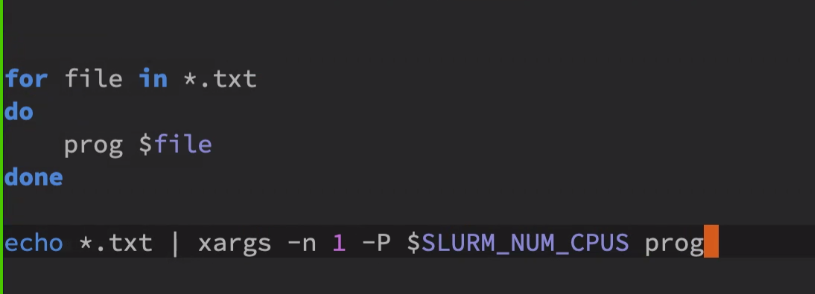 for file in *.txt
do
    prog $file
done
echo *.txt | xargs -n 1 -P $SLURM_NUM_CPUS prog